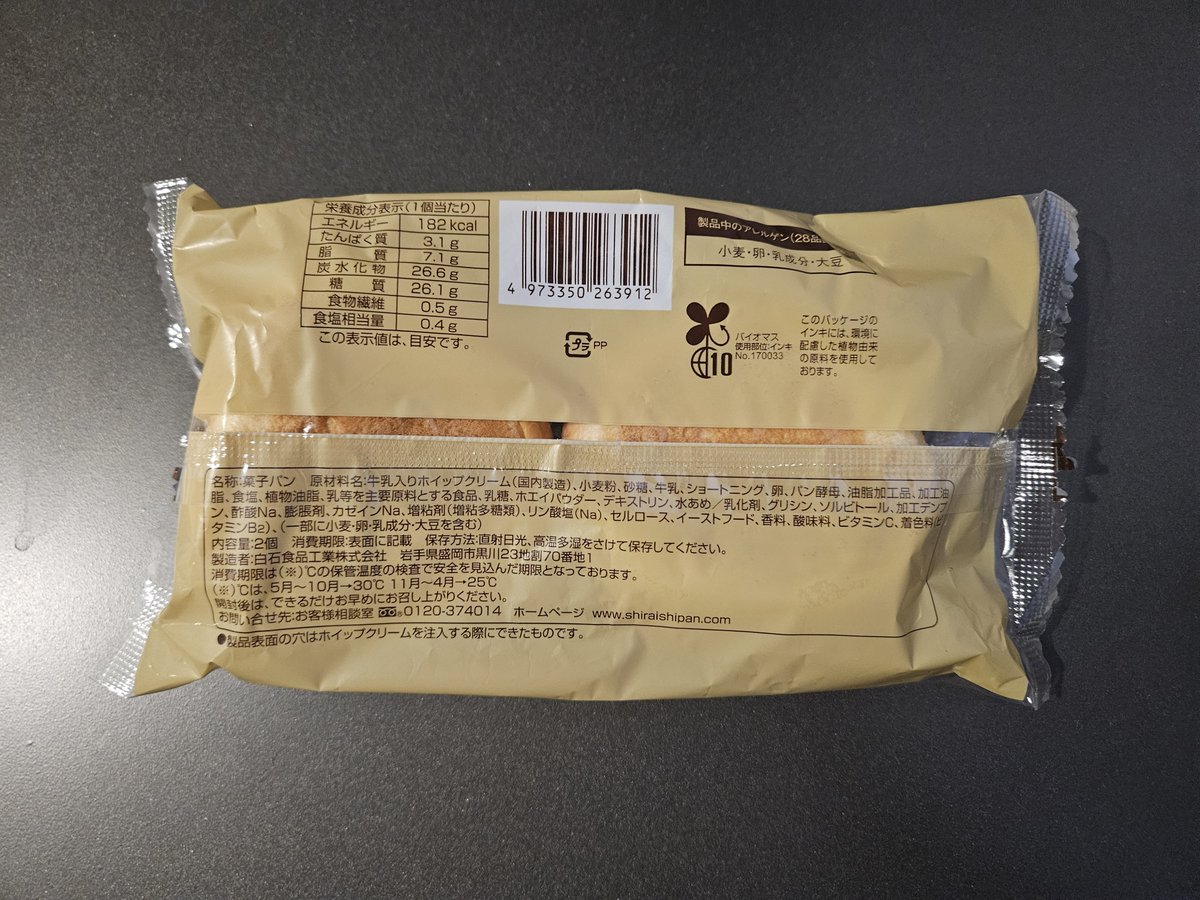 栄養成分表示(1個当たり)
エネルギー 182kcal
たんぱく質 3.1g
脂質 7.1g
炭水化物 26.6g
糖質 26.1g
食物繊維 0.5g
食塩相当量 0.4g
この表示値は、目安です。
4 973350 263912
プラ PP
製品中のアレルゲン(28品
小麦・卵・乳成分・大豆
バイオマス
使用部位:インキ
No.170033
10
このパッケージの
インキには、環境に
配慮した植物由来
の原料を使用して
おります。
名称:菓子パン 原材料名:牛乳入りホイップクリーム(国内製造)、小麦粉、砂糖、牛乳、ショートニング、卵、パン酵母、油脂加工品、加工油
脂、食塩、植物油脂、乳等を主要原料とする食品、乳糖、ホエイパウダー、デキストリン、水あめ/乳化剤、グリシン、ソルビトール、加工デンプ
ン、酢酸Na、膨脹剤、カゼインNa、増粘剤(増粘多糖類)、リン酸塩(Na)、セルロース、イーストフード、香料、酸味料、ビタミンC、着色料(ビ
タミンB2)、(一部に小麦・卵・乳成分・大豆を含む)
内容量:2個 消費期限:表面に記載 保存方法:直射日光、高温多湿をさけて保存してください。
製造者:白石食品工業株式会社 岩手県盛岡市黒川23地割70番地1
消費期限は(※)℃の保管温度の検査で安全を見込んだ期限となっております。
(※)℃は、5月〜10月→30℃ 11月〜4月→25℃
開封後は、できるだけお早めにお召し上がりください。
お問い合せ先:お客様相談室 0120-374014 ホームページ www.shiraishipan.com
●製品表面の穴はホイップクリームを注入する際にできたものです。